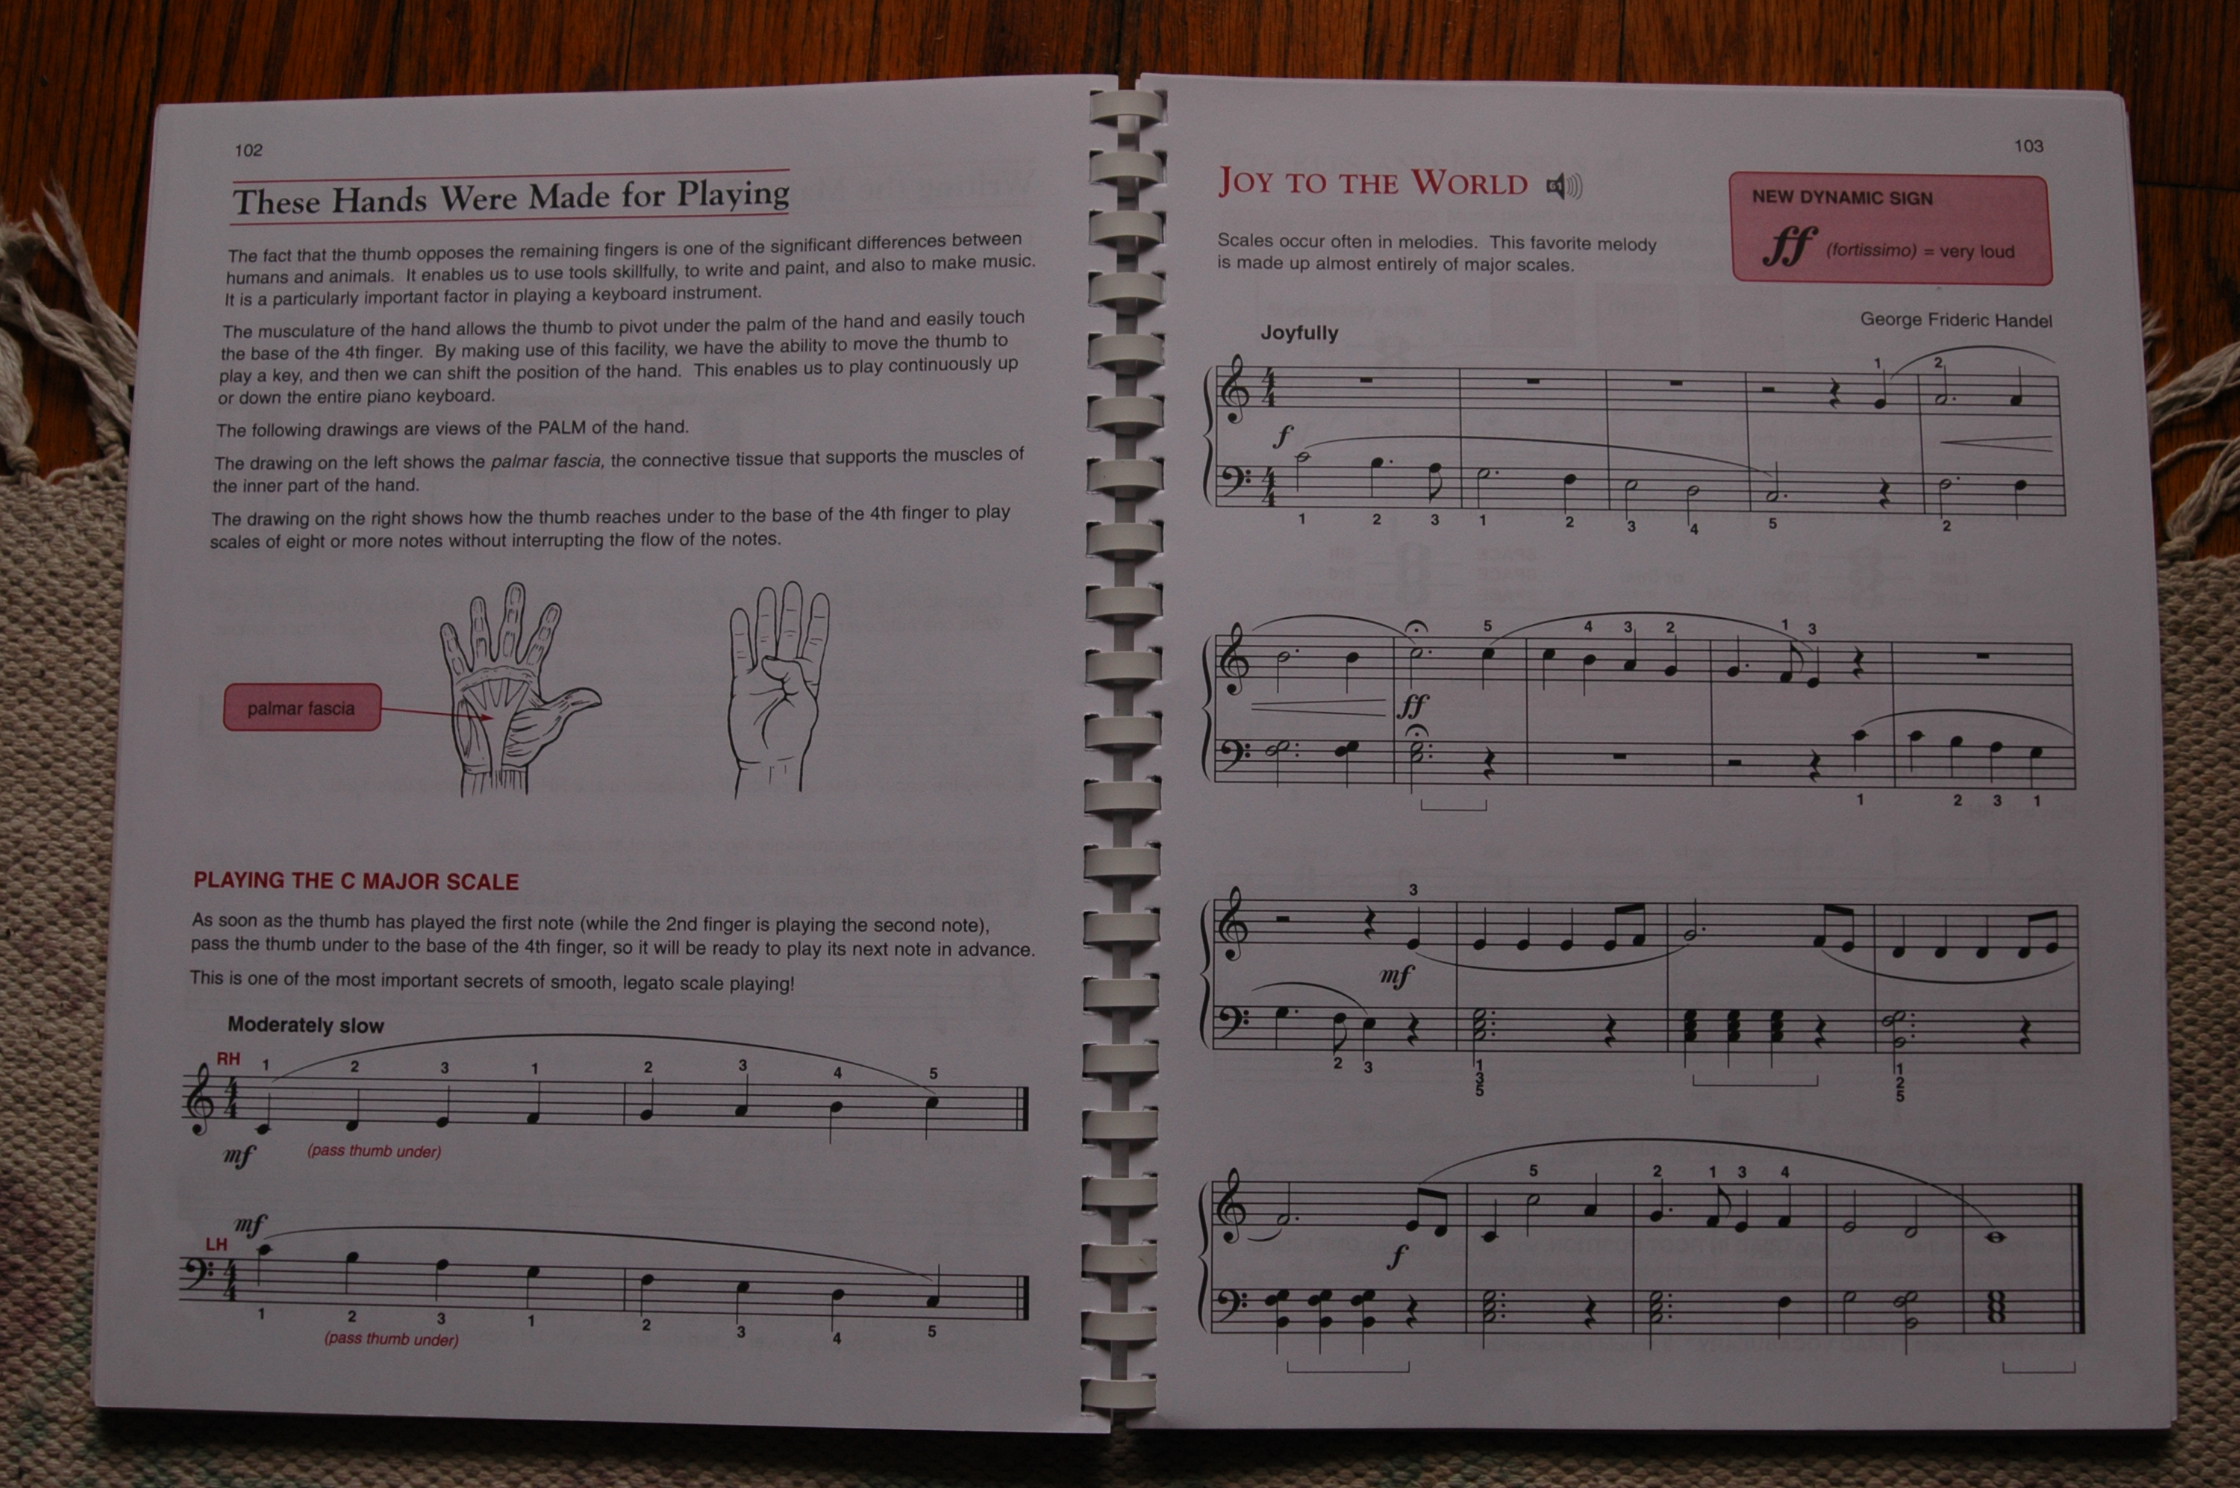 102
These Hands Were Made for Playing
The fact that the thumb opposes the remaining fingers is one of the significant differences between
humans and animals. It enables us to use tools skillfully, to write and paint, and also to make music.
It is a particularly important factor in playing a keyboard instrument.
The musculature of the hand allows the thumb to pivot under the palm of the hand and easily touch
the base of the 4th finger. By making use of this facility, we have the ability to move the thumb to
play a key, and then we can shift the position of the hand. This enables us to play continuously up
or down the entire piano keyboard.
The following drawings are views of the PALM of the hand.
The drawing on the left shows the palmar fascia, the connective tissue that supports the muscles of
the inner part of the hand.
The drawing on the right shows how the thumb reaches under to the base of the 4th finger to play
scales of eight or more notes without interrupting the flow of the notes.
palmar fascia
PLAYING THE C MAJOR SCALE
As soon as the thumb has played the first note (while the 2nd finger is playing the second note),
pass the thumb under to the base of the 4th finger, so it will be ready to play its next note in advance.
This is one of the most important secrets of smooth, legato scale playing!
Moderately slow
RH 1 2 3 1 2 3 4 5
4
4
mf (pass thumb under)
mf
LH
4
4
1 2 3 1 2 3 4 5
(pass thumb under)
103
JOY TO THE WORLD
NEW DYNAMIC SIGN
ff (fortissimo) = very loud
Scales occur often in melodies. This favorite melody
is made up almost entirely of major scales.
George Frideric Handel
Joyfully
1 2
4
4
f
4
4
1 2 3 1 2 3 4 5 2
5 4 3 2 1 3
ff
1 2 3 1
3
mf
2 3 1 3 5 1 2 5
5 2 1 3 4
f